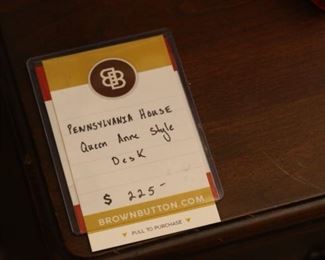 BB
PENNSYLVANIA HOUSE
Queen Anne Style
Desk
$ 225-
BROWNBUTTON.COM
▼ PULL TO PURCHASE ▼